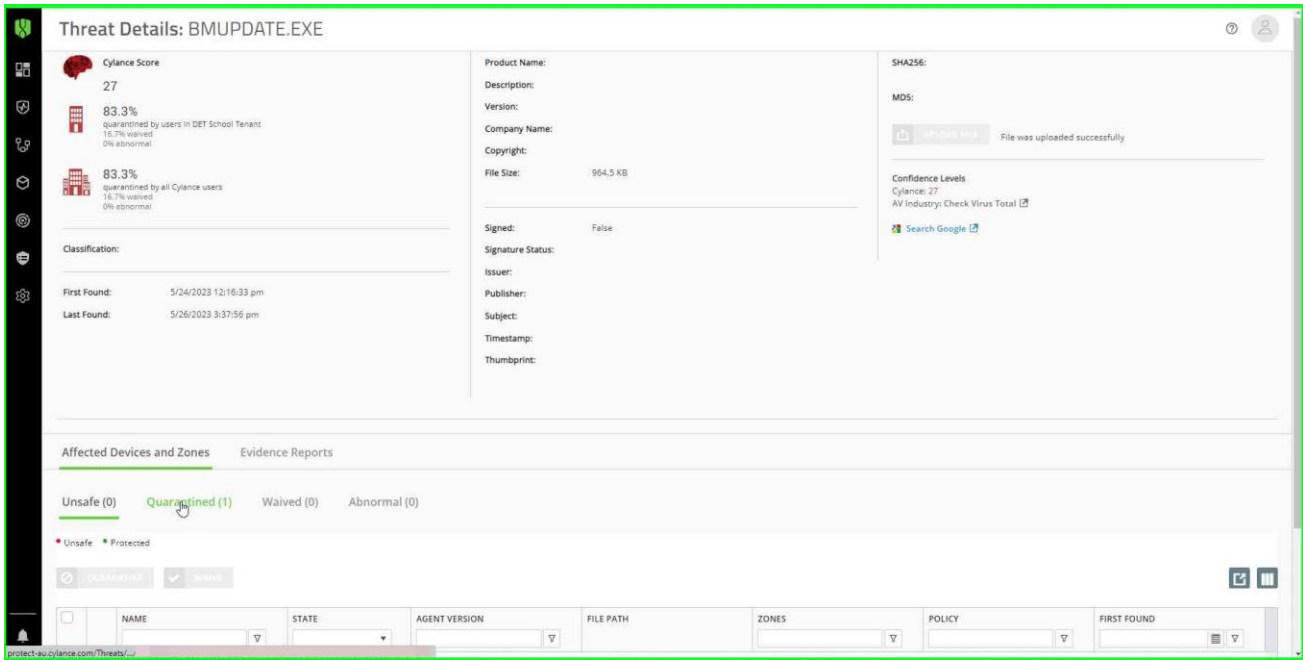 Threat Details: BMUPDATE.EXE
Cylance Score
27
83.3%
quarantined by users in DET School Tenant
16.7% waived
0% abnormal
83.3%
quarantined by all Cylance users
16.7% waived
0% abnormal
Classification:
First Found: 5/24/2023 12:16:33 pm
Last Found: 5/26/2023 3:37:56 pm
Product Name:
Description:
Version:
Company Name:
Copyright:
File Size: 964.5 KB
Signed: False
Signature Status:
Issuer:
Publisher:
Subject:
Timestamp:
Thumbprint:
SHA256:
MD5:
UPLOAD FILE File was uploaded successfully
Confidence Levels
Cylance: 27
AV Industry: Check Virus Total
Search Google
Affected Devices and Zones Evidence Reports
Unsafe (0) Quarantined (1) Waived (0) Abnormal (0)
Unsafe Protected
QUARANTINE WAIVE
NAME STATE AGENT VERSION FILE PATH ZONES POLICY FIRST FOUND
protect-au.cylance.com/Threats/.../